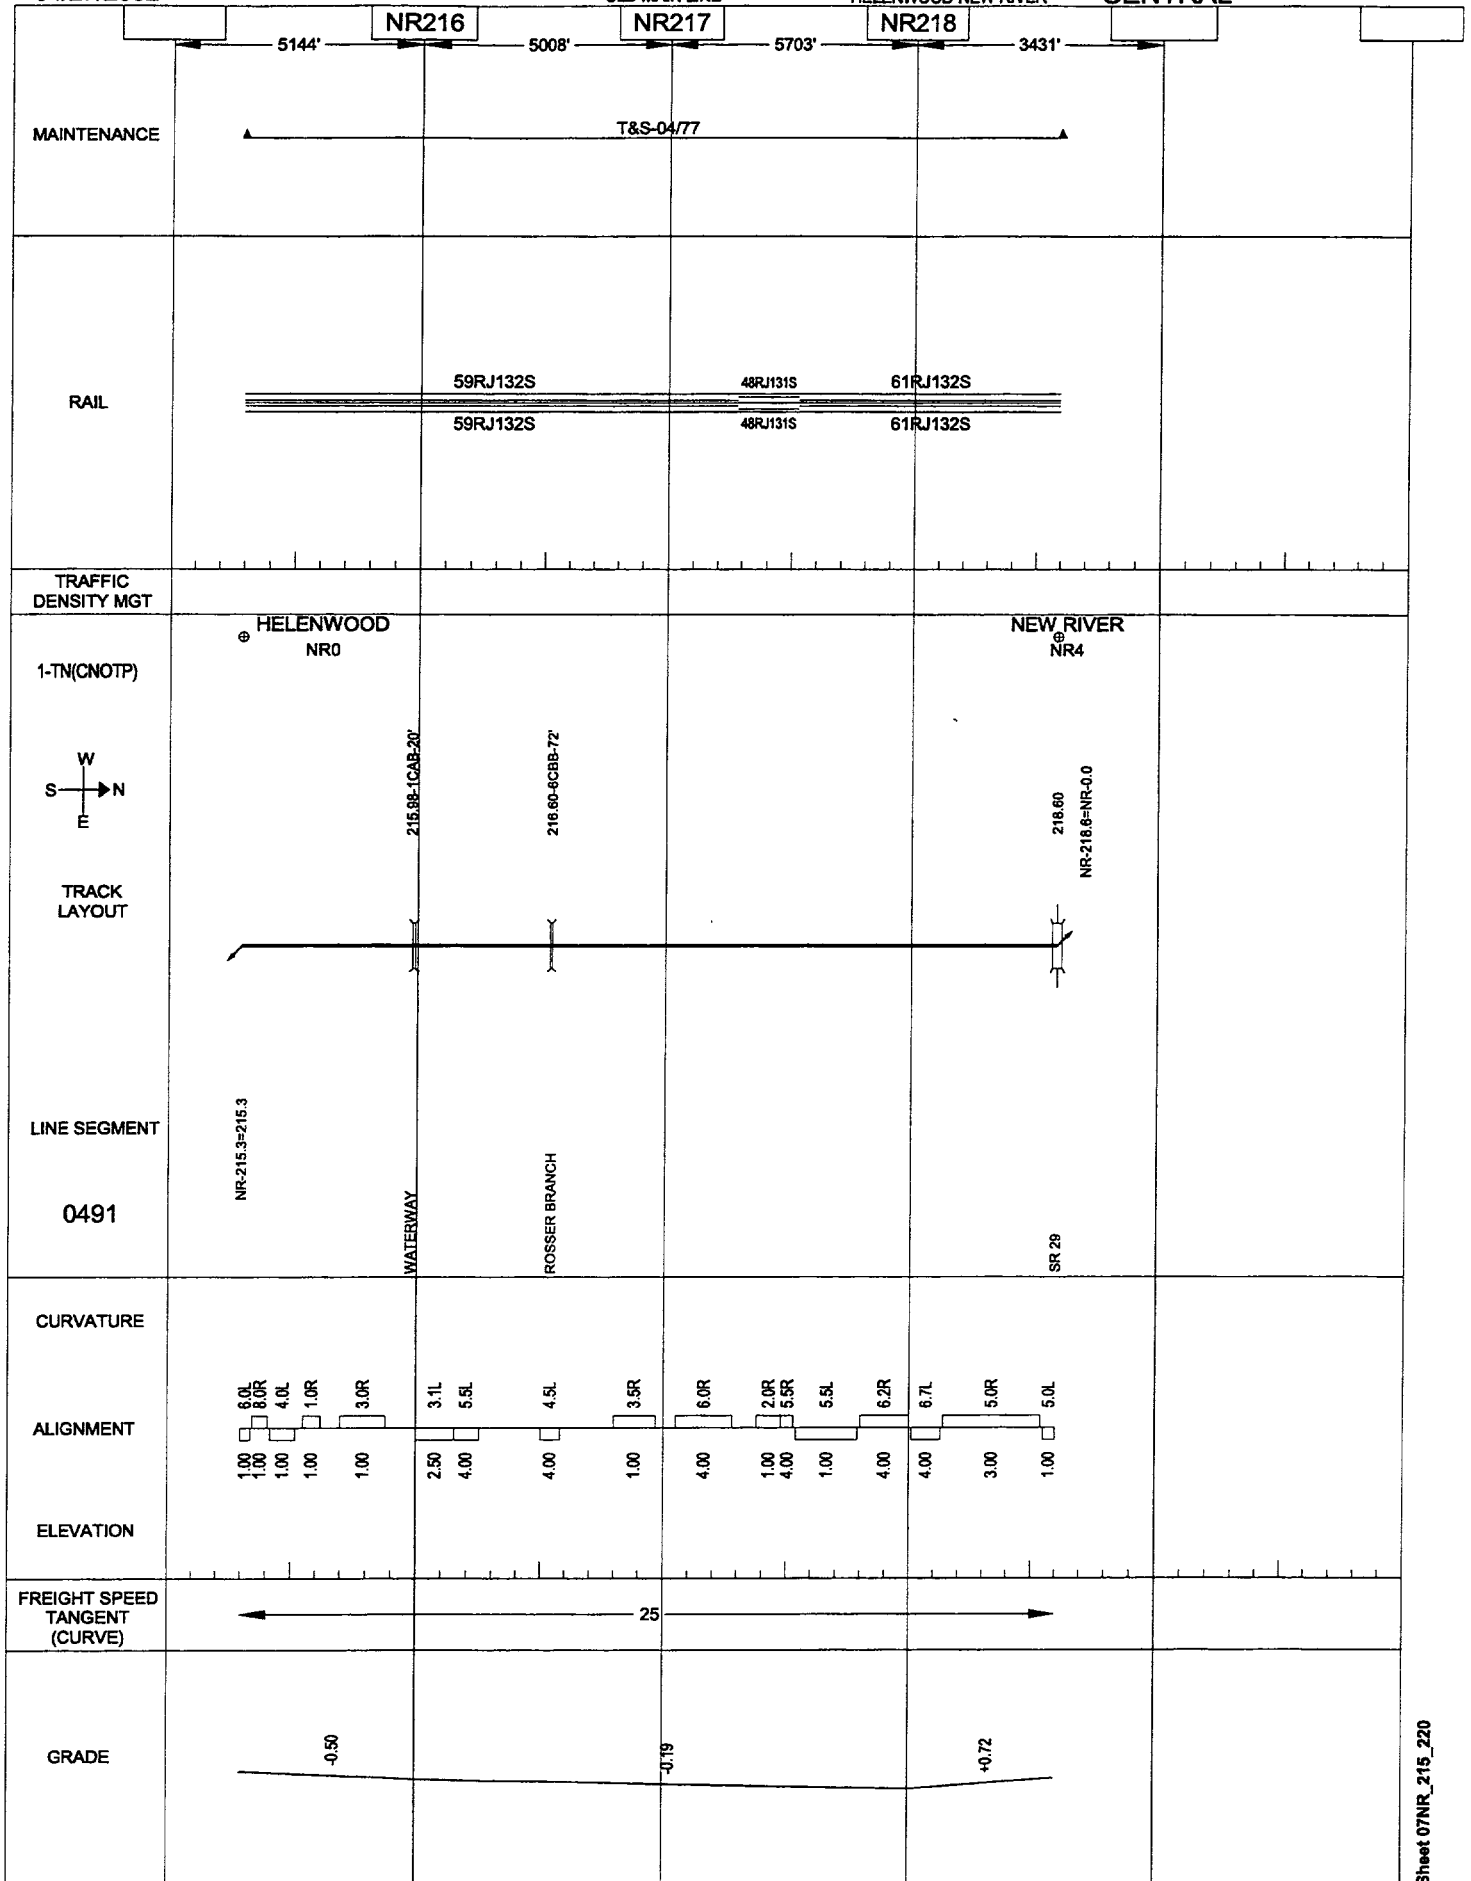 HELENWOOD-NEW RIVER
CENTRAL
NR216
NR217
NR218
5144'
5008'
5703'
3431'
MAINTENANCE
T&S-04/77
RAIL
59RJ132S
48RJ131S
61RJ132S
59RJ132S
48RJ131S
61RJ132S
TRAFFIC
DENSITY MGT
HELENWOOD
NR0
NEW RIVER
NR4
1-TN(CNOTP)
W
S
N
E
215.98-1CAB-20'
216.60-6CBB-72'
218.60
NR-218.6=NR-0.0
TRACK
LAYOUT
LINE SEGMENT
0491
NR-215.3=215.3
WATERWAY
ROSSER BRANCH
SR 29
CURVATURE
6.0L
8.0R
4.0L
1.0R
3.0R
3.1L
5.5L
4.5L
3.5R
6.0R
2.0R
5.5R
5.5L
6.2R
6.7L
5.0R
5.0L
ALIGNMENT
1.00
1.00
1.00
1.00
1.00
2.50
4.00
4.00
1.00
4.00
1.00
4.00
1.00
4.00
4.00
3.00
1.00
ELEVATION
FREIGHT SPEED
TANGENT
(CURVE)
25
GRADE
-0.50
-0.19
+0.72
Sheet 07NR_215_220